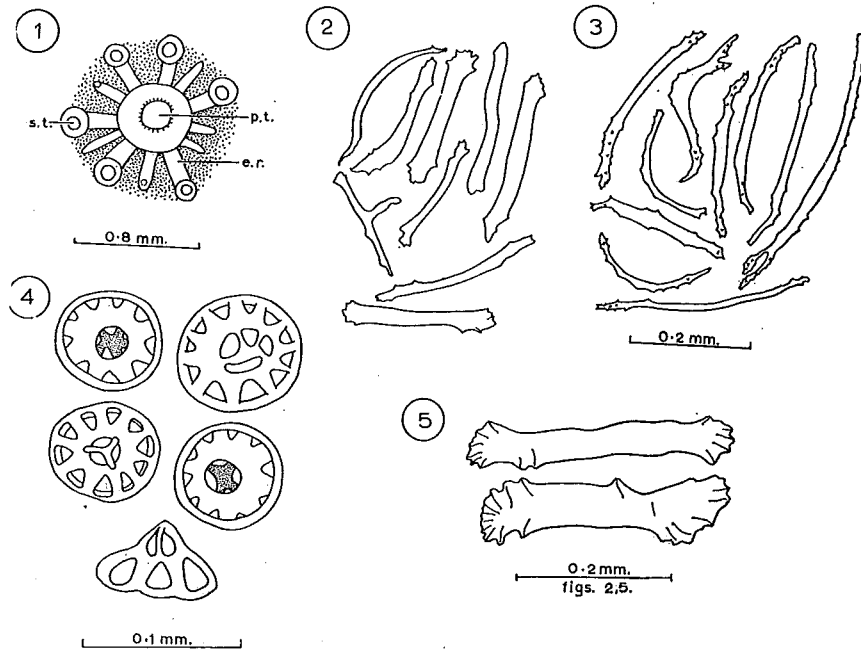 1
2
3
s.t.
p.t.
e.r.
0·8 mm.
0·2 mm.
4
5
0·2 mm.
figs. 2,5.
0·1 mm.